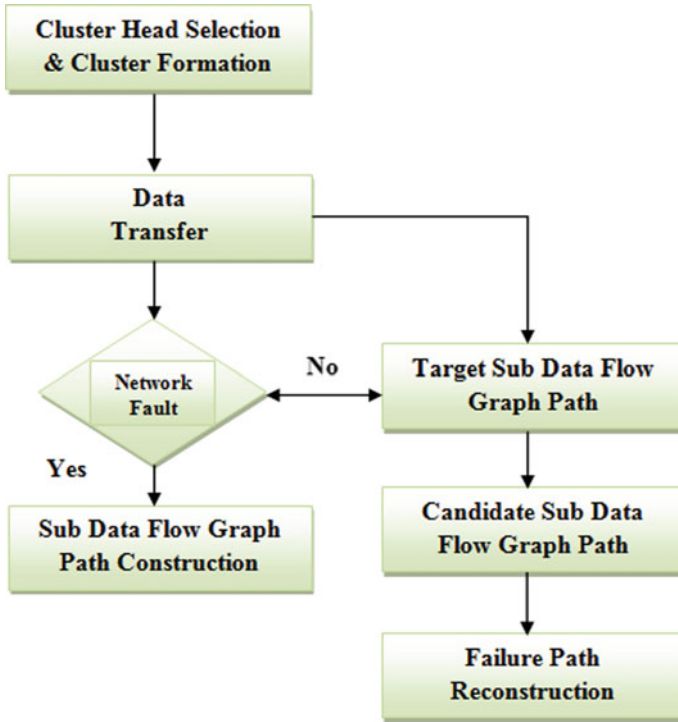 Cluster Head Selection
& Cluster Formation
Data
Transfer
Network
Fault
No
Yes
Target Sub Data Flow
Graph Path
Sub Data Flow Graph
Path Construction
Candidate Sub Data
Flow Graph Path
Failure Path
Reconstruction